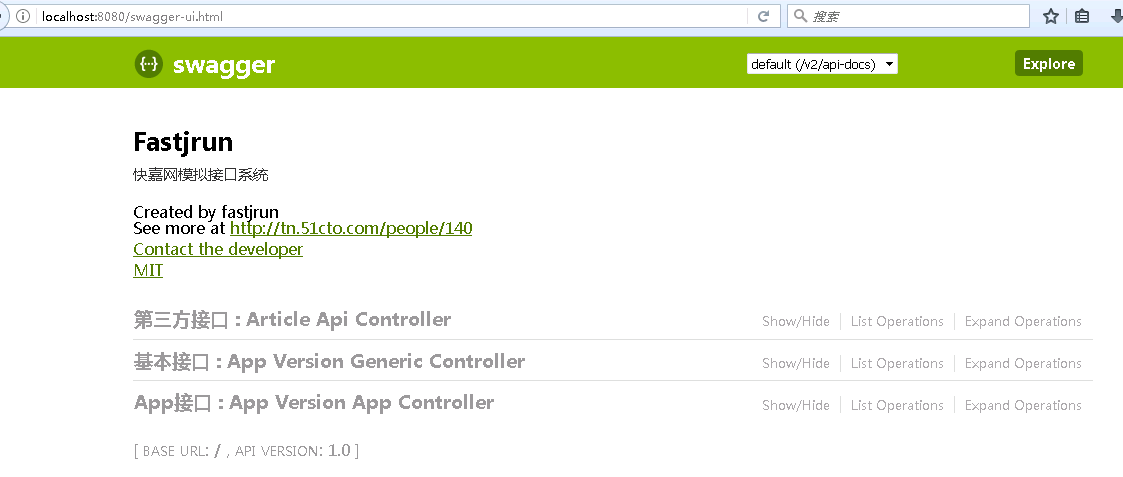 localhost:8080/swagger-ui.html
搜索
{··} swagger
default (/v2/api-docs)
Explore
Fastjrun
快嘉网模拟接口系统
Created by fastjrun
See more at http://tn.51cto.com/people/140
Contact the developer
MIT
第三方接口 : Article Api Controller Show/Hide List Operations Expand Operations
基本接口 : App Version Generic Controller Show/Hide List Operations Expand Operations
App接口 : App Version App Controller Show/Hide List Operations Expand Operations
[ BASE URL: / , API VERSION: 1.0 ]